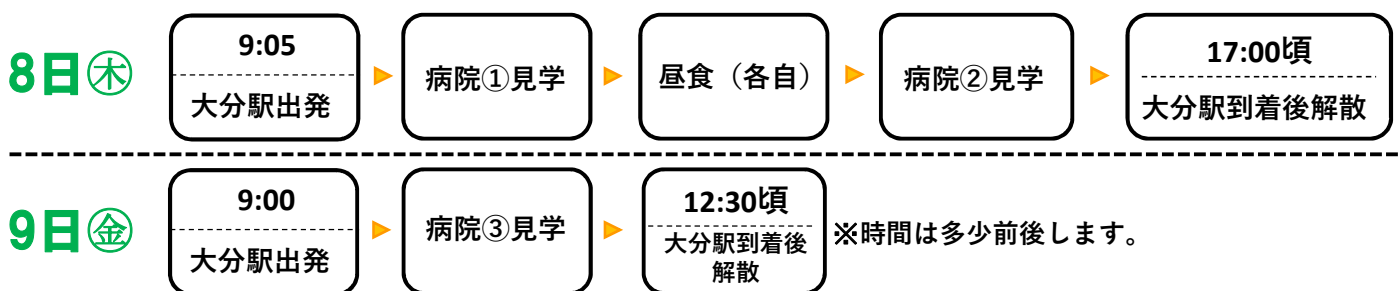 8日㊍
9:05
大分駅出発
病院①見学
昼食（各自）
病院②見学
17:00頃
大分駅到着後解散
9日㊎
9:00
大分駅出発
病院③見学
12:30頃
大分駅到着後
解散
※時間は多少前後します。